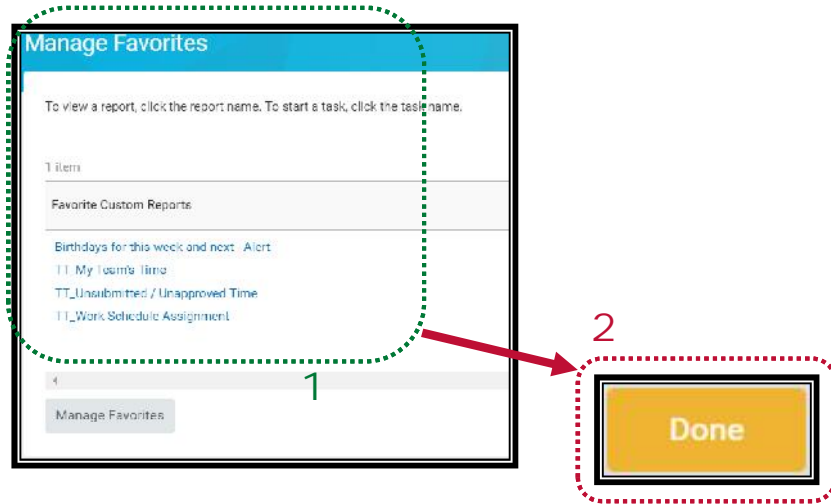 Manage Favorites
To view a report, click the report name. To start a task, click the task name.
1 item
Favorite Custom Reports
Birthdays for this week and next - Alert
TT_My Team's Time
TT_Unsubmitted / Unapproved Time
TT_Work Schedule Assignment
1
Manage Favorites
2
Done